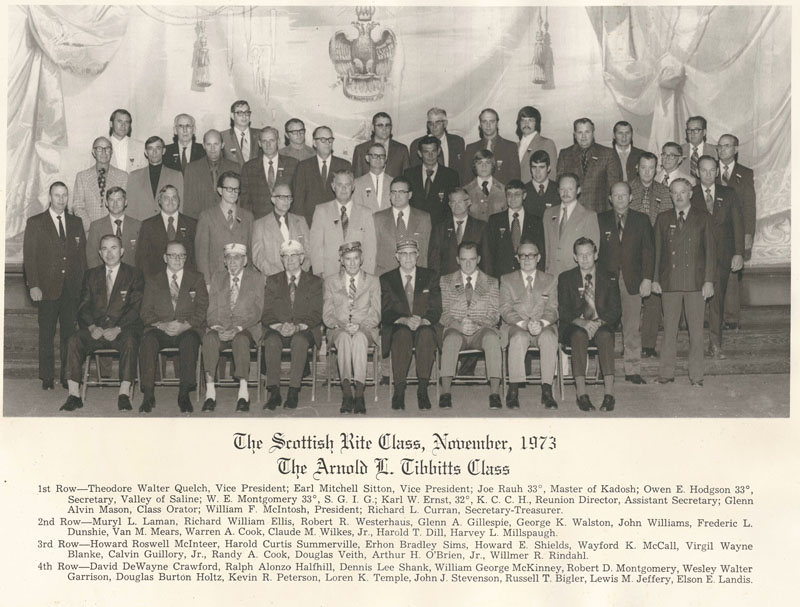 The Scottish Rite Class, November, 1973
The Arnold L. Tibbitts Class
1st Row—Theodore Walter Quelch, Vice President; Earl Mitchell Sitton, Vice President; Joe Rauh 33°, Master of Kadosh; Owen E. Hodgson 33°,
Secretary, Valley of Saline; W. E. Montgomery 33°, S. G. I. G.; Karl W. Ernst, 32°, K. C. C. H., Reunion Director, Assistant Secretary; Glenn
Alvin Mason, Class Orator; William F. McIntosh, President; Richard L. Curran, Secretary-Treasurer.
2nd Row—Muryl L. Laman, Richard William Ellis, Robert R. Westerhaus, Glenn A. Gillespie, George K. Walston, John Williams, Frederic L.
Dunshie, Van M. Mears, Warren A. Cook, Claude M. Wilkes, Jr., Harold T. Dill, Harvey L. Millspaugh.
3rd Row—Howard Roswell McInteer, Harold Curtis Summerville, Erhon Bradley Sims, Howard E. Shields, Wayford K. McCall, Virgil Wayne
Blanke, Calvin Guillory, Jr., Randy A. Cook, Douglas Veith, Arthur H. O'Brien, Jr., Willmer R. Rindahl.
4th Row—David DeWayne Crawford, Ralph Alonzo Halfhill, Dennis Lee Shank, William George McKinney, Robert D. Montgomery, Wesley Walter
Garrison, Douglas Burton Holtz, Kevin R. Peterson, Loren K. Temple, John J. Stevenson, Russell T. Bigler, Lewis M. Jeffery, Elson E. Landis.